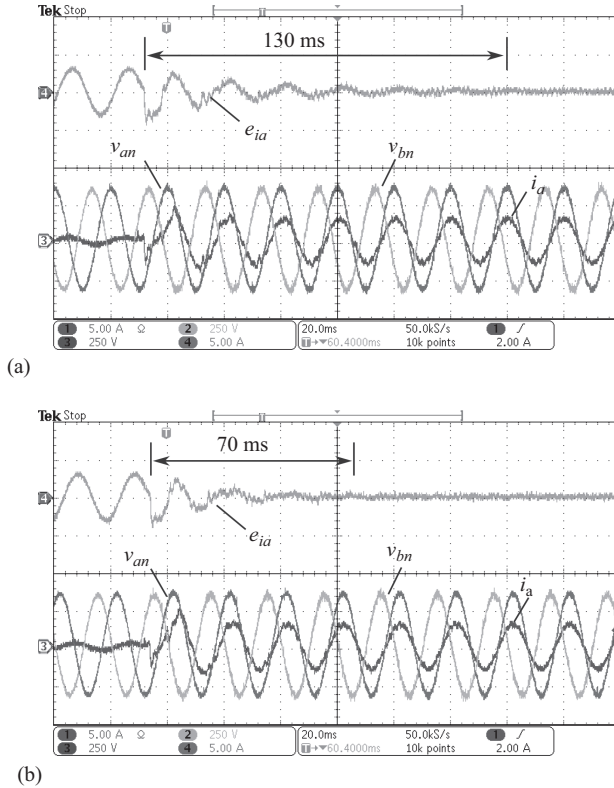 Tek Stop
T
T
130 ms
4
e_ia
v_an
v_bn
i_a
3
1 5.00 A Ω 2 250 V 20.0ms 50.0kS/s 1 ∫
3 250 V 4 5.00 A T→▼60.4000ms 10k points 2.00 A
(a)
Tek Stop
T
T
70 ms
4
e_ia
v_an
v_bn
i_a
3
1 5.00 A Ω 2 250 V 20.0ms 50.0kS/s 1 ∫
3 250 V 4 5.00 A T→▼60.4000ms 10k points 2.00 A
(b)